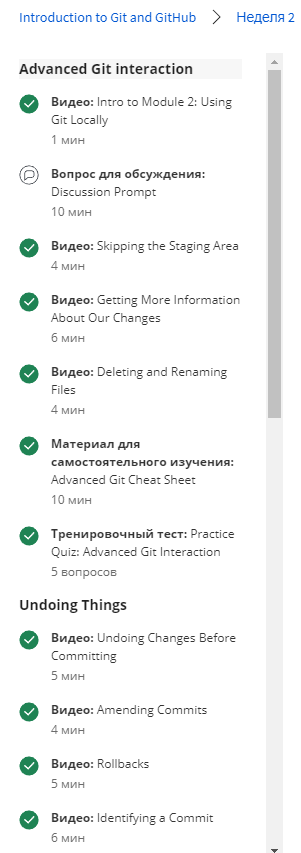 Introduction to Git and GitHub > Неделя 2
Advanced Git interaction
Видео: Intro to Module 2: Using
Git Locally
1 мин
Вопрос для обсуждения:
Discussion Prompt
10 мин
Видео: Skipping the Staging Area
4 мин
Видео: Getting More Information
About Our Changes
6 мин
Видео: Deleting and Renaming
Files
4 мин
Материал для
самостоятельного изучения:
Advanced Git Cheat Sheet
10 мин
Тренировочный тест: Practice
Quiz: Advanced Git Interaction
5 вопросов
Undoing Things
Видео: Undoing Changes Before
Committing
5 мин
Видео: Amending Commits
4 мин
Видео: Rollbacks
5 мин
Видео: Identifying a Commit
6 мин